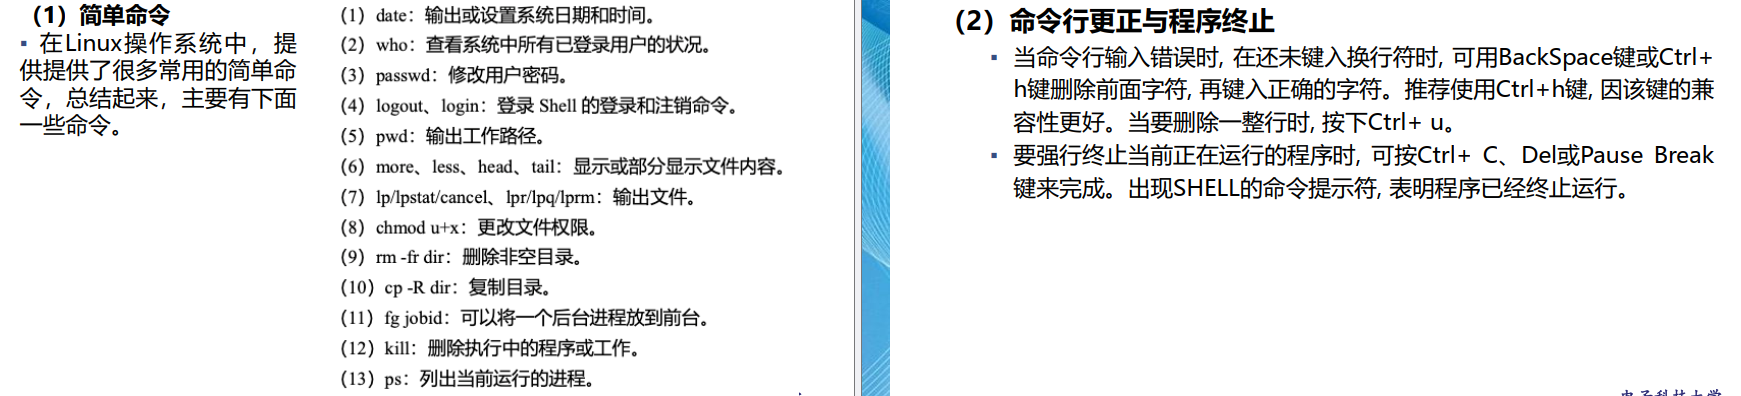 （1）简单命令
▪ 在Linux操作系统中，提
供提供了很多常用的简单命
令，总结起来，主要有下面
一些命令。
（1）date：输出或设置系统日期和时间。
（2）who：查看系统中所有已登录用户的状况。
（3）passwd：修改用户密码。
（4）logout、login：登录 Shell 的登录和注销命令。
（5）pwd：输出工作路径。
（6）more、less、head、tail：显示或部分显示文件内容。
（7）lp/lpstat/cancel、lpr/lpq/lprm：输出文件。
（8）chmod u+x：更改文件权限。
（9）rm -fr dir：删除非空目录。
（10）cp -R dir：复制目录。
（11）fg jobid：可以将一个后台进程放到前台。
（12）kill：删除执行中的程序或工作。
（13）ps：列出当前运行的进程。
（2）命令行更正与程序终止
▪ 当命令行输入错误时, 在还未键入换行符时, 可用BackSpace键或Ctrl+
h键删除前面字符, 再键入正确的字符。推荐使用Ctrl+h键, 因该键的兼
容性更好。当要删除一整行时, 按下Ctrl+ u。
▪ 要强行终止当前正在运行的程序时, 可按Ctrl+ C、Del或Pause Break
键来完成。出现SHELL的命令提示符, 表明程序已经终止运行。